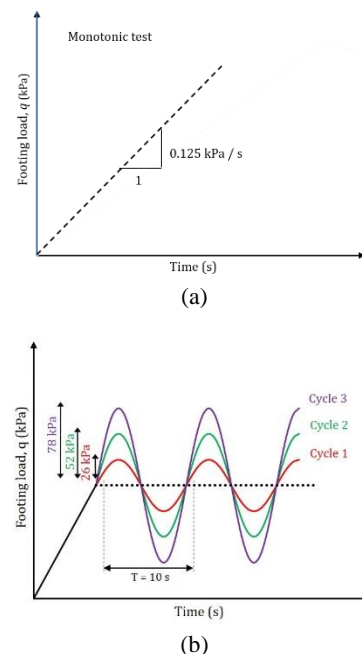 Monotonic test
Footing load, q (kPa)
0.125 kPa / s
1
Time (s)
(a)
Footing load, q (kPa)
78 kPa
52 kPa
26 kPa
Cycle 3
Cycle 2
Cycle 1
T = 10 s
Time (s)
(b)